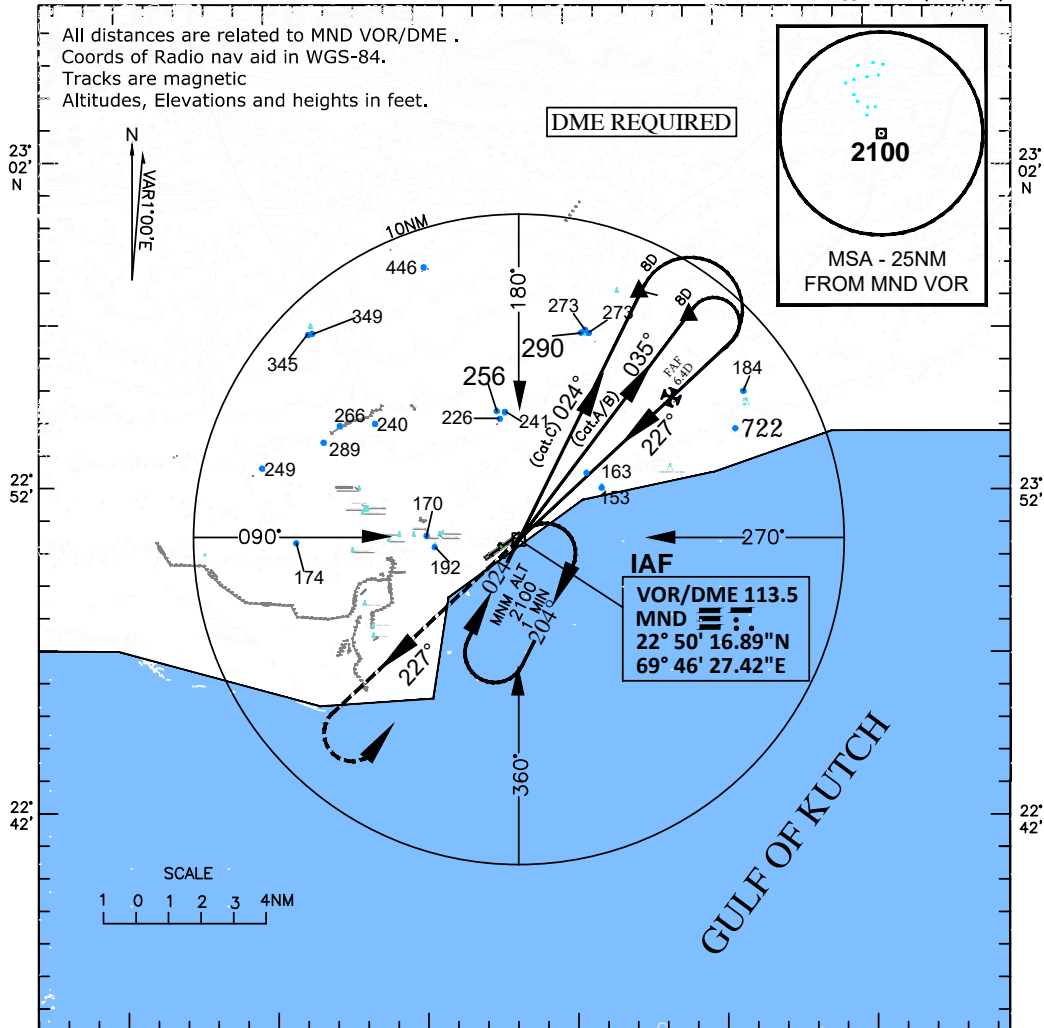 All distances are related to MND VOR/DME .
Coords of Radio nav aid in WGS-84.
Tracks are magnetic
Altitudes, Elevations and heights in feet.
DME REQUIRED
2100
MSA - 25NM
FROM MND VOR
N
VAR1°00'E
23°
02'
N
23°
02'
N
10NM
446
180°
8D
8D
349
345
273
273
290
024°
(Cat.C)
035°
(Cat.A/B)
FAF
6.4D
227°
184
722
256
226
241
266
240
289
249
163
153
22°
52'
23°
52'
170
192
174
090°
270°
IAF
VOR/DME 113.5
MND
22° 50' 16.89"N
69° 46' 27.42"E
024°
MNM ALT
2100
1 MIN
204°
227°
360°
22°
42'
22°
42'
GULF OF KUTCH
SCALE
1 0 1 2 3 4NM